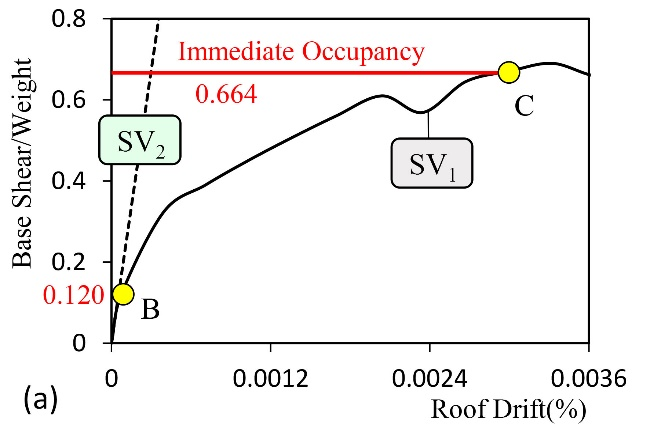 0.8
Immediate Occupancy
0.664
0.6
C
SV2
SV1
0.4
0.2
0.120
B
0
Base Shear/Weight
0
0.0012
0.0024
0.0036
(a)
Roof Drift(%)